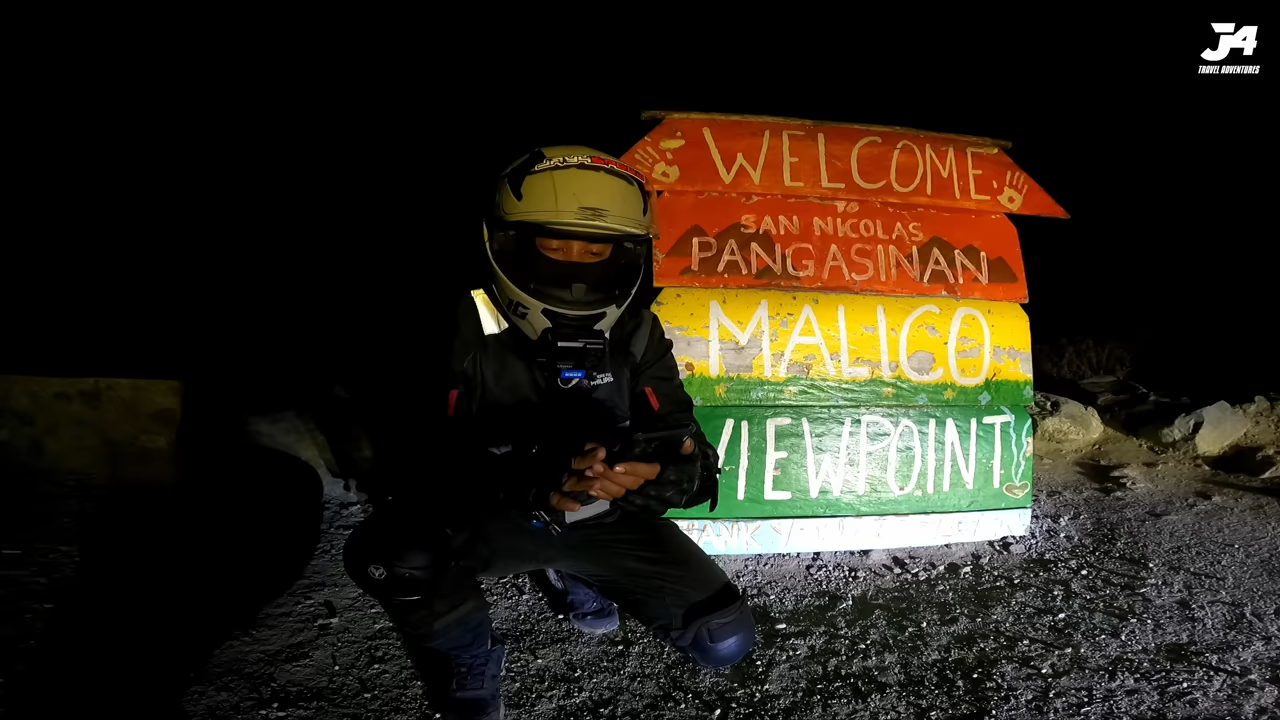 J4
TRAVEL ADVENTURES
WELCOME
TO
SAN NICOLAS
PANGASINAN
MALICO
VIEWPOINT